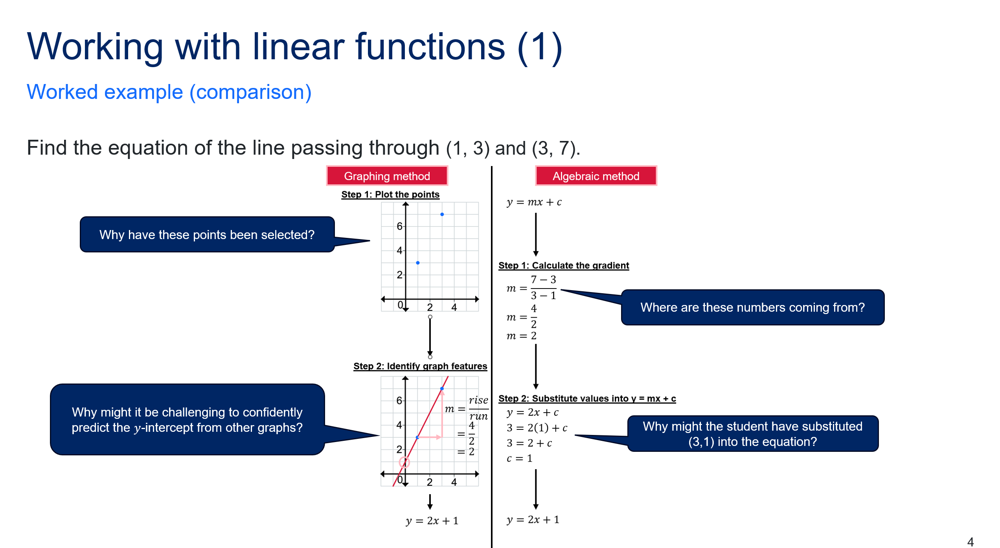 Working with linear functions (1)
Worked example (comparison)
Find the equation of the line passing through (1, 3) and (3, 7).
Graphing method
Step 1: Plot the points
6
4
2
0
2 4
Why have these points been selected?
Step 2: Identify graph features
6
4
2
0
2 4
m = rise/run
= 4/2
= 2
Why might it be challenging to confidently
predict the y-intercept from other graphs?
y = 2x + 1
Algebraic method
y = mx + c
Step 1: Calculate the gradient
m = (7 − 3)/(3 − 1)
m = 4/2
m = 2
Where are these numbers coming from?
Step 2: Substitute values into y = mx + c
y = 2x + c
3 = 2(1) + c
3 = 2 + c
c = 1
Why might the student have substituted
(3,1) into the equation?
y = 2x + 1
4